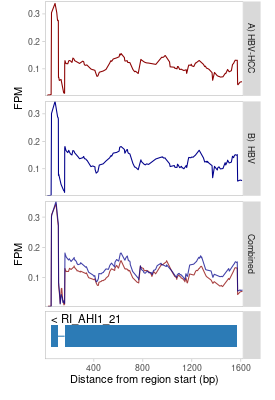 0.3
0.2
0.1
FPM
A) HBV-HCC
0.3
0.2
0.1
B) HBV
0.3
0.2
0.1
FPM
Combined
< RI_AHI1_21
400
800
1200
1600
Distance from region start (bp)